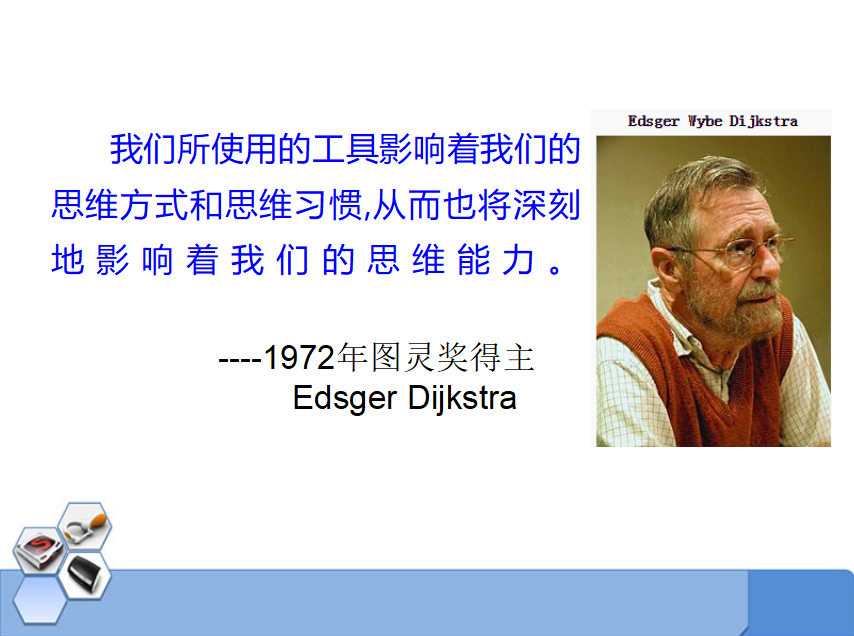 Edsger Wybe Dijkstra
我们所使用的工具影响着我们的
思维方式和思维习惯,从而也将深刻
地影响着我们的思维能力。
----1972年图灵奖得主
Edsger Dijkstra